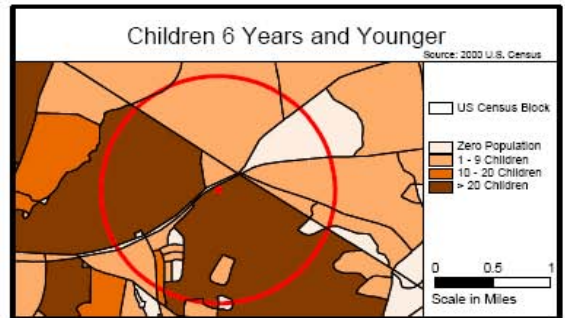 Children 6 Years and Younger
Source: 2000 U.S. Census
US Census Block
Zero Population
1 - 9 Children
10 - 20 Children
> 20 Children
0 0.5 1
Scale in Miles